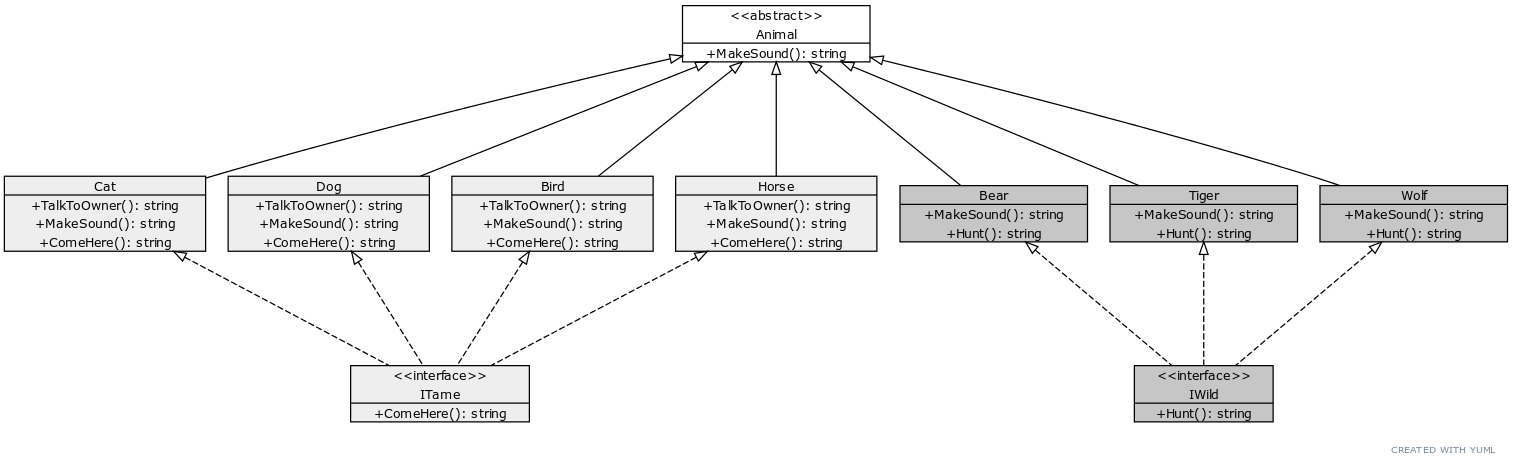 <<abstract>>
Animal
+MakeSound(): string
Cat
+TalkToOwner(): string
+MakeSound(): string
+ComeHere(): string
Dog
+TalkToOwner(): string
+MakeSound(): string
+ComeHere(): string
Bird
+TalkToOwner(): string
+MakeSound(): string
+ComeHere(): string
Horse
+TalkToOwner(): string
+MakeSound(): string
+ComeHere(): string
Bear
+MakeSound(): string
+Hunt(): string
Tiger
+MakeSound(): string
+Hunt(): string
Wolf
+MakeSound(): string
+Hunt(): string
<<interface>>
ITame
+ComeHere(): string
<<interface>>
IWild
+Hunt(): string
CREATED WITH YUML